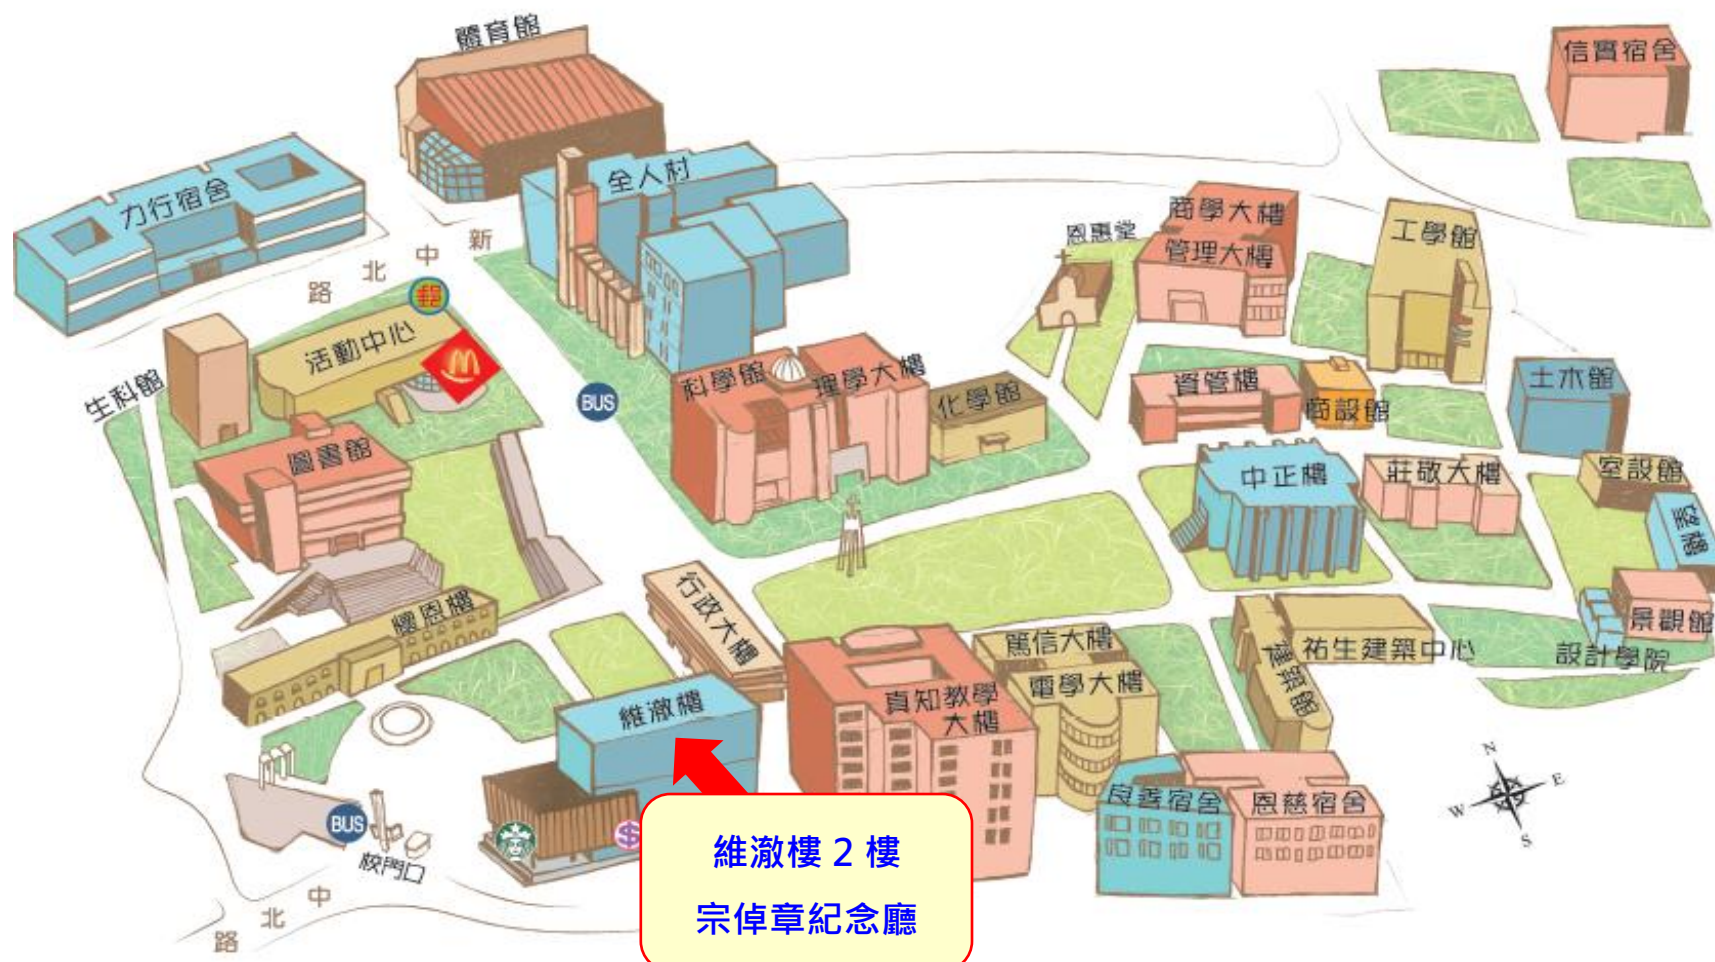 體育館
信實宿舍
力行宿舍
全人村
新中北路
郵
恩惠堂
商學大樓
管理大樓
工學館
活動中心
M
生科館
BUS
科學館
理學大樓
化學館
資管樓
商設館
土木館
圖書館
中正樓
莊敬大樓
室設館
望樓
行政大樓
懷恩樓
篤信大樓
電學大樓
真知教學
大樓
祐生建築中心
建築館
景觀館
設計學院
維澈樓
良善宿舍
恩慈宿舍
N
W
E
S
BUS
校門口
$
中北路
維澈樓 2 樓
宗倬章紀念廳